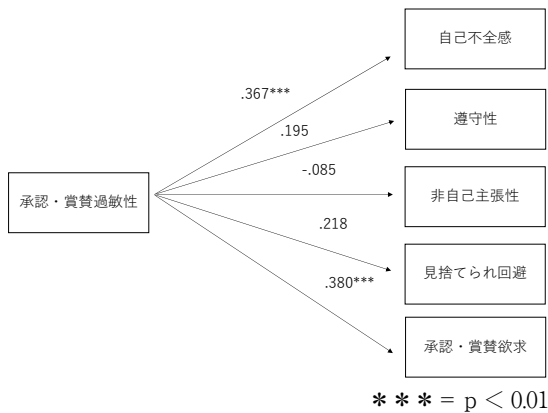 自己不全感
.367***
遵守性
.195
-.085
承認・賞賛過敏性
非自己主張性
.218
見捨てられ回避
.380***
承認・賞賛欲求
＊＊＊= p < 0.01